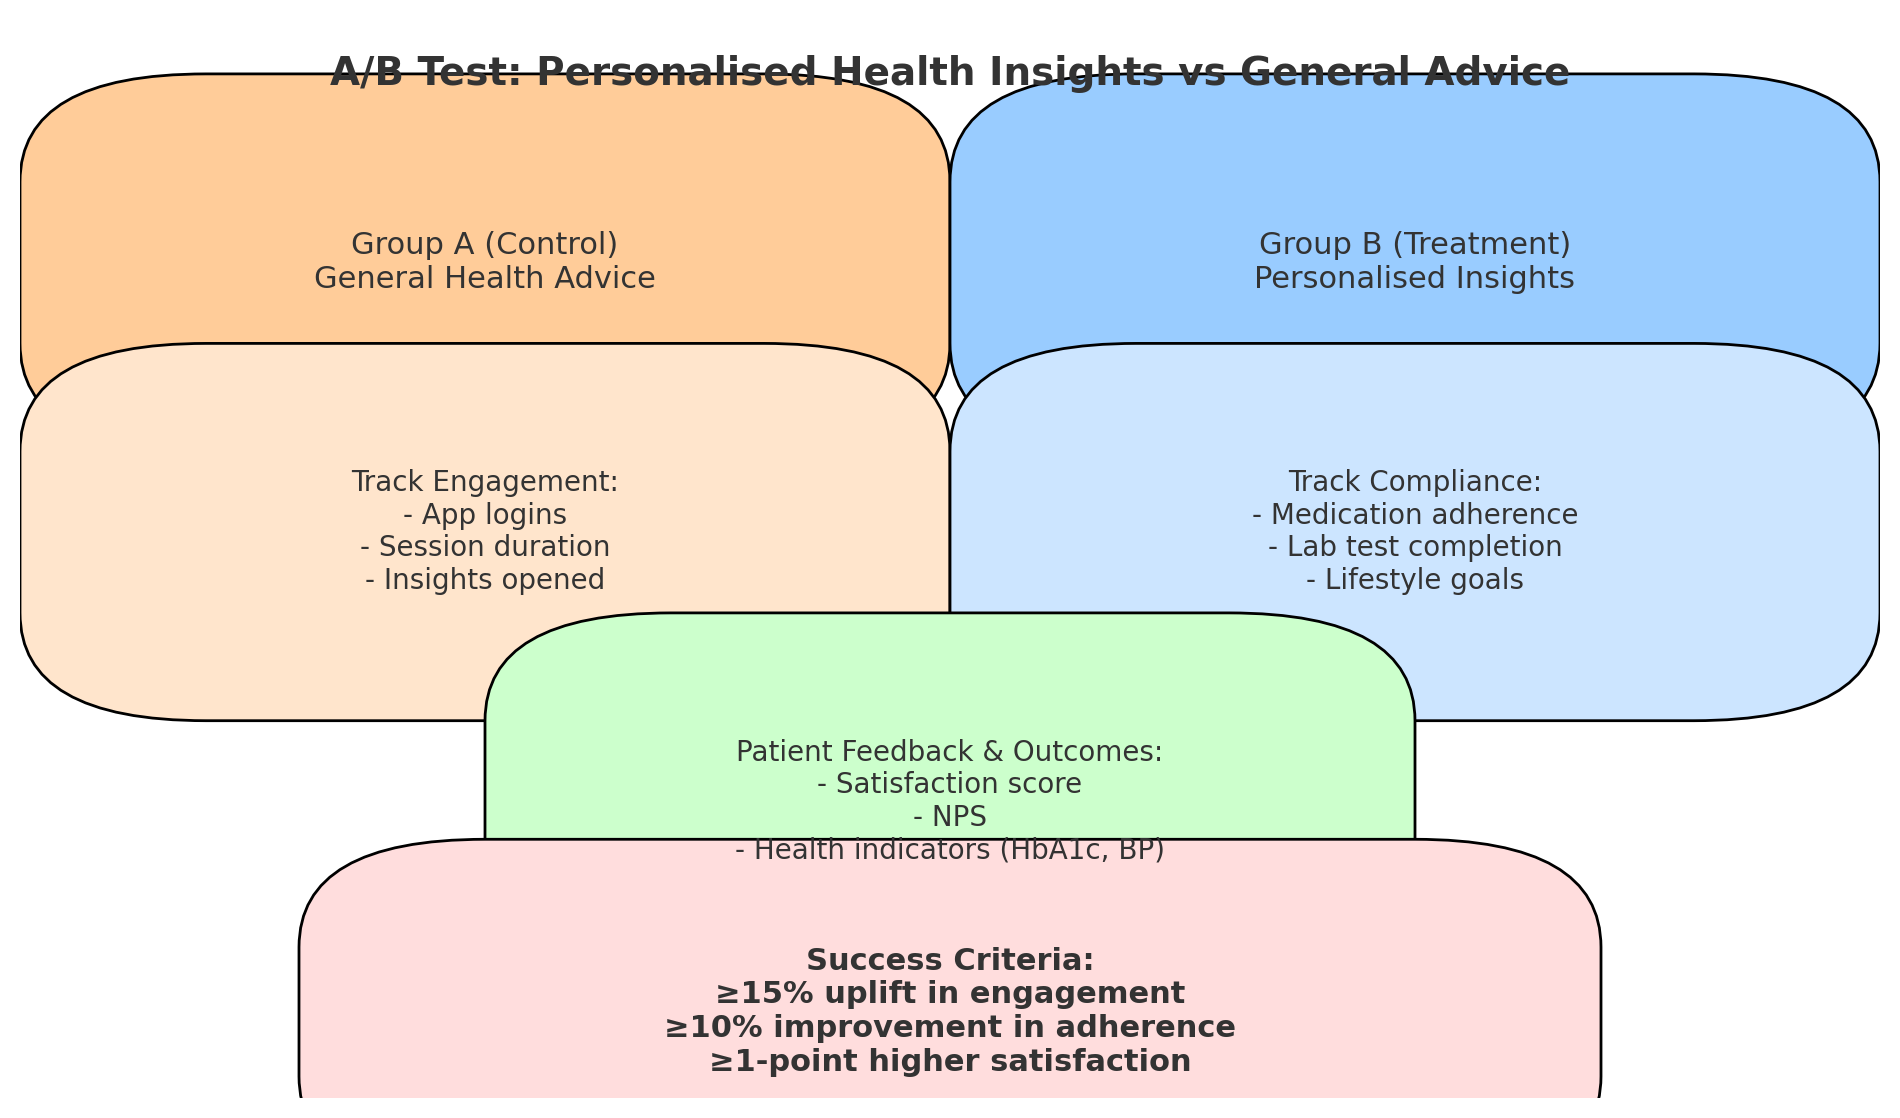 A/B Test: Personalised Health Insights vs General Advice
Group A (Control)
General Health Advice
Group B (Treatment)
Personalised Insights
Track Engagement:
- App logins
- Session duration
- Insights opened
Track Compliance:
- Medication adherence
- Lab test completion
- Lifestyle goals
Patient Feedback & Outcomes:
- Satisfaction score
- NPS
- Health indicators (HbA1c, BP)
Success Criteria:
≥15% uplift in engagement
≥10% improvement in adherence
≥1-point higher satisfaction